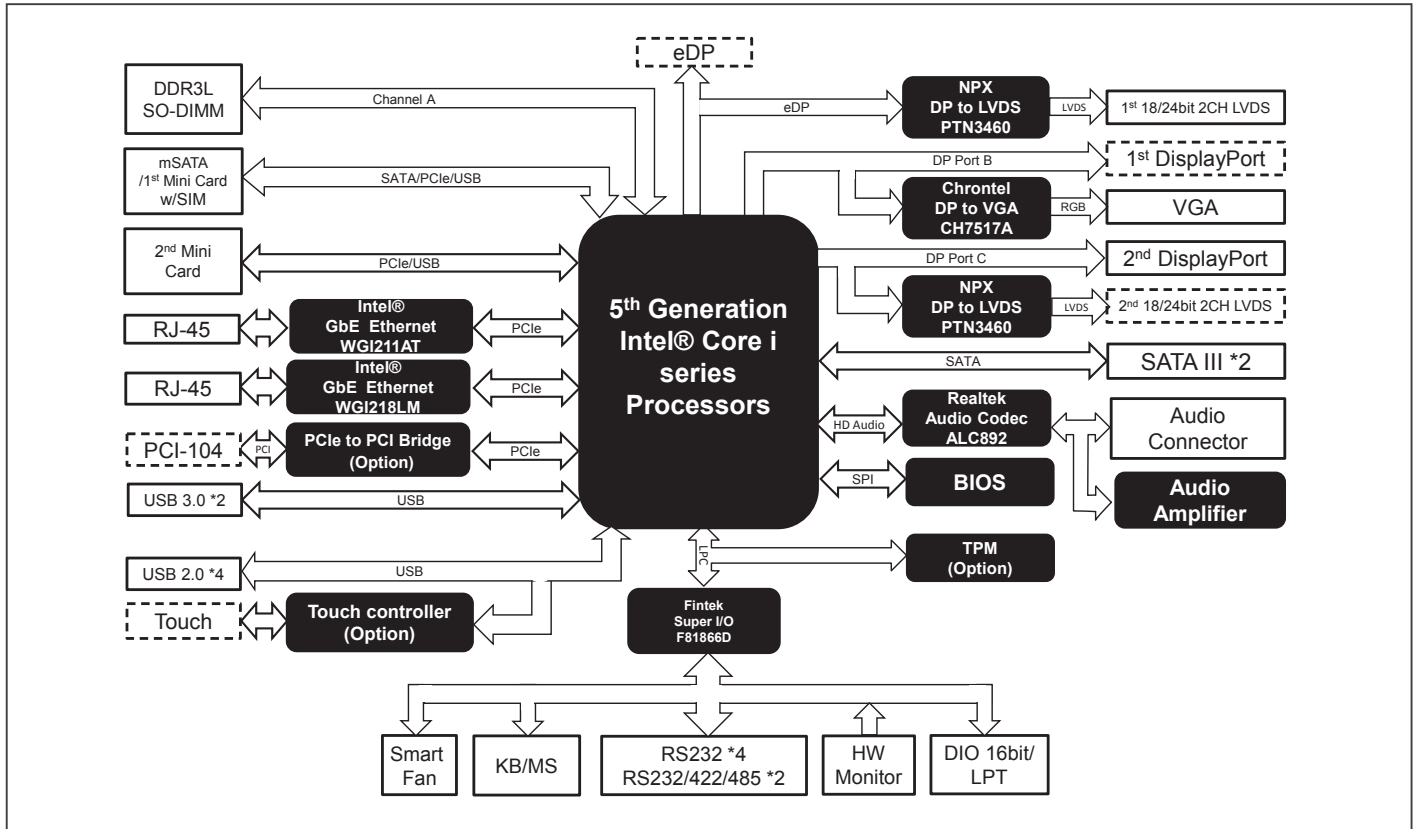 eDP
DDR3L
SO-DIMM
Channel A
eDP
NPX
DP to LVDS
PTN3460
LVDS
1st 18/24bit 2CH LVDS
mSATA
/1st Mini Card
w/SIM
SATA/PCIe/USB
DP Port B
1st DisplayPort
Chrontel
DP to VGA
CH7517A
RGB
VGA
2nd Mini
Card
PCIe/USB
DP Port C
2nd DisplayPort
NPX
DP to LVDS
PTN3460
LVDS
2nd 18/24bit 2CH LVDS
5th Generation
Intel® Core i
series
Processors
RJ-45
Intel®
GbE Ethernet
WGI211AT
PCIe
SATA
SATA III *2
RJ-45
Intel®
GbE Ethernet
WGI218LM
PCIe
HD Audio
Realtek
Audio Codec
ALC892
Audio
Connector
PCI-104
PCI
PCIe to PCI Bridge
(Option)
PCIe
SPI
BIOS
Audio
Amplifier
USB 3.0 *2
USB
LPC
TPM
(Option)
USB 2.0 *4
USB
Touch
Touch controller
(Option)
Fintek
Super I/O
F81866D
Smart
Fan
KB/MS
RS232 *4
RS232/422/485 *2
HW
Monitor
DIO 16bit/
LPT